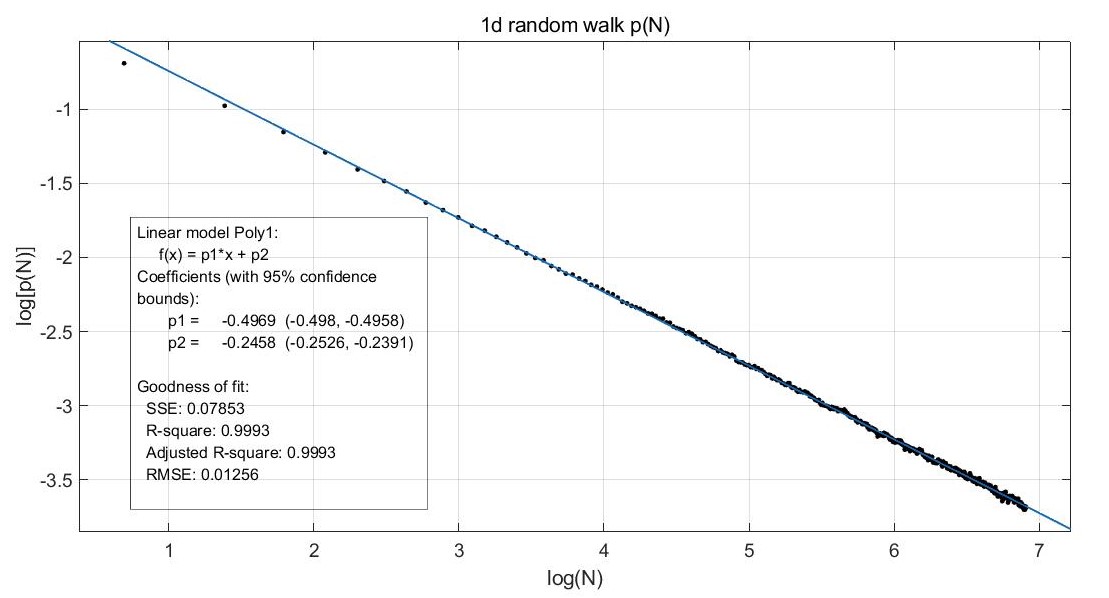 1d random walk p(N)
log[p(N)]
-1
-1.5
-2
-2.5
-3
-3.5
Linear model Poly1:
f(x) = p1*x + p2
Coefficients (with 95% confidence
bounds):
p1 = -0.4969 (-0.498, -0.4958)
p2 = -0.2458 (-0.2526, -0.2391)
Goodness of fit:
SSE: 0.07853
R-square: 0.9993
Adjusted R-square: 0.9993
RMSE: 0.01256
1 2 3 4 5 6 7
log(N)